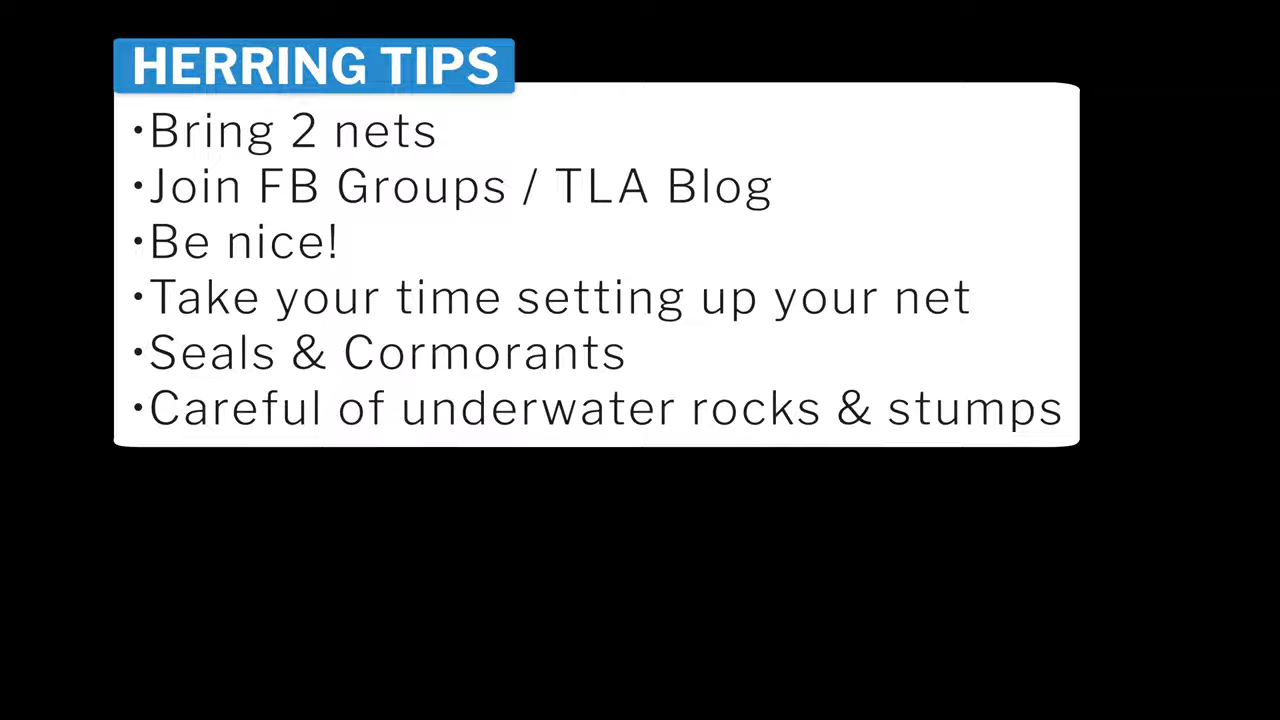 HERRING TIPS
•Bring 2 nets
•Join FB Groups / TLA Blog
•Be nice!
•Take your time setting up your net
•Seals & Cormorants
•Careful of underwater rocks & stumps